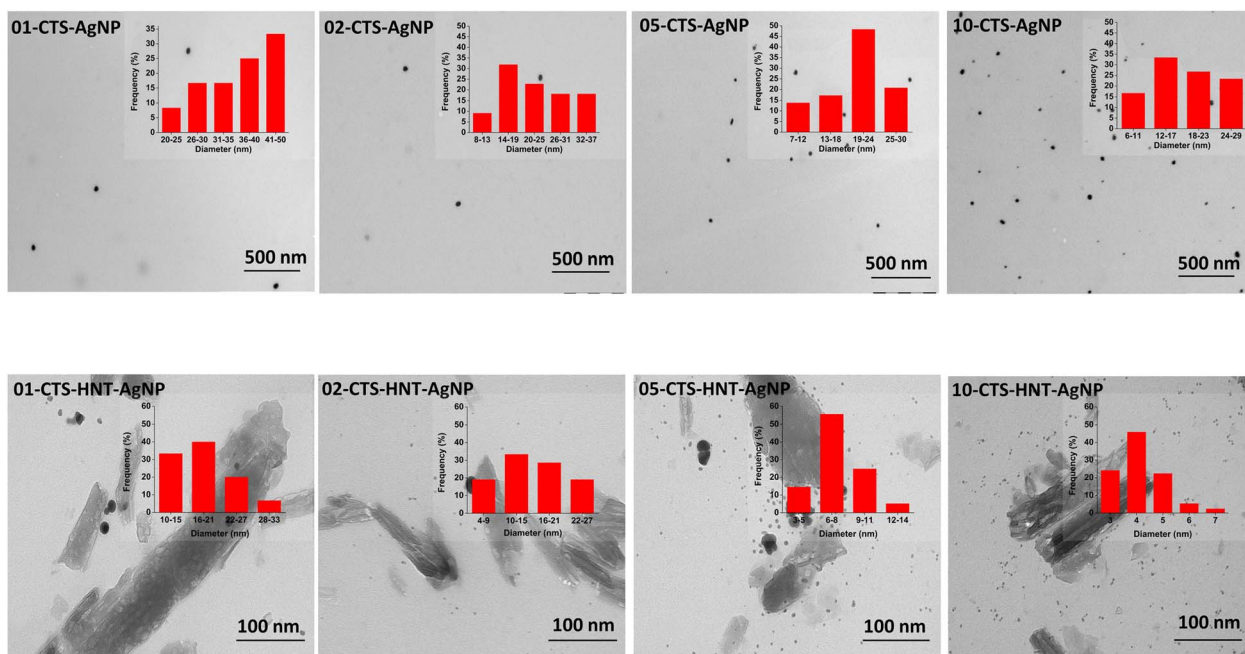 01-CTS-AgNP
Frequency (%)
35
30
25
20
15
10
5
0
20-25 26-30 31-35 36-40 41-50
Diameter (nm)
500 nm
02-CTS-AgNP
Frequency (%)
50
45
40
35
30
25
20
15
10
5
0
8-13 14-19 20-25 26-31 32-37
Diameter (nm)
500 nm
05-CTS-AgNP
Frequency (%)
50
45
40
35
30
25
20
15
10
5
0
7-12 13-18 19-24 25-30
Diameter (nm)
500 nm
10-CTS-AgNP
Frequency (%)
50
45
40
35
30
25
20
15
10
5
0
6-11 12-17 18-23 24-29
Diameter (nm)
500 nm
01-CTS-HNT-AgNP
Frequency (%)
60
50
40
30
20
10
0
10-15 16-21 22-27 28-33
Diameter (nm)
100 nm
02-CTS-HNT-AgNP
Frequency (%)
60
50
40
30
20
10
0
4-9 10-15 16-21 22-27
Diameter (nm)
100 nm
05-CTS-HNT-AgNP
Frequency (%)
60
50
40
30
20
10
0
3-5 6-8 9-11 12-14
Diameter (nm)
100 nm
10-CTS-HNT-AgNP
Frequency (%)
60
50
40
30
20
10
0
3 4 5 6 7
Diameter (nm)
100 nm